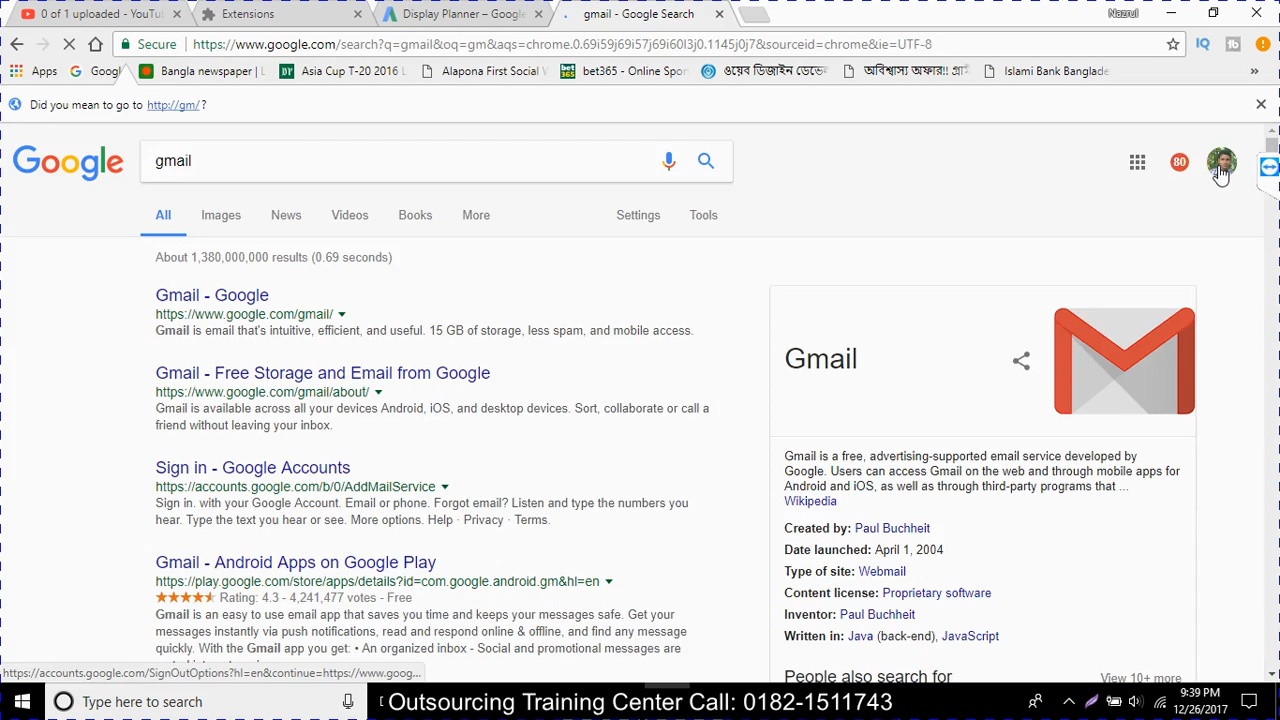 0 of 1 uploaded - YouTu
Extensions
Display Planner – Google
gmail - Google Search
Nazrul
Secure
https://www.google.com/search?q=gmail&oq=gm&aqs=chrome.0.69i59j69i57j69i60l3j0.1145j0j7&sourceid=chrome&ie=UTF-8
Apps
Googl
Bangla newspaper | L
Asia Cup T-20 2016 L
Alapona First Social
bet365 - Online Spo
ওয়েব ডিজাইন ডেভে
অবিশ্বাস্য অফার!!
Islami Bank Banglade
»
Did you mean to go to http://gm/ ?
Google
gmail
80
All
Images
News
Videos
Books
More
Settings
Tools
About 1,380,000,000 results (0.69 seconds)
Gmail - Google
https://www.google.com/gmail/
Gmail is email that's intuitive, efficient, and useful. 15 GB of storage, less spam, and mobile access.
Gmail - Free Storage and Email from Google
https://www.google.com/gmail/about/
Gmail is available across all your devices Android, iOS, and desktop devices. Sort, collaborate or call a
friend without leaving your inbox.
Sign in - Google Accounts
https://accounts.google.com/b/0/AddMailService
Sign in. with your Google Account. Email or phone. Forgot email? Listen and type the numbers you
hear. Type the text you hear or see. More options. Help · Privacy · Terms.
Gmail - Android Apps on Google Play
https://play.google.com/store/apps/details?id=com.google.android.gm&hl=en
Rating: 4.3 - 4,241,477 votes - Free
Gmail is an easy to use email app that saves you time and keeps your messages safe. Get your
messages instantly via push notifications, read and respond online & offline, and find any message
quickly. With the Gmail app you get: • An organized inbox - Social and promotional messages are
Gmail
Gmail is a free, advertising-supported email service developed by
Google. Users can access Gmail on the web and through mobile apps for
Android and iOS, as well as through third-party programs that ...
Wikipedia
Created by: Paul Buchheit
Date launched: April 1, 2004
Type of site: Webmail
Content license: Proprietary software
Inventor: Paul Buchheit
Written in: Java (back-end), JavaScript
People also search for
View 10+ more
https://accounts.google.com/SignOutOptions?hl=en&continue=https://www.goog...
Type here to search
Outsourcing Training Center Call: 0182-1511743
9:39 PM
12/26/2017